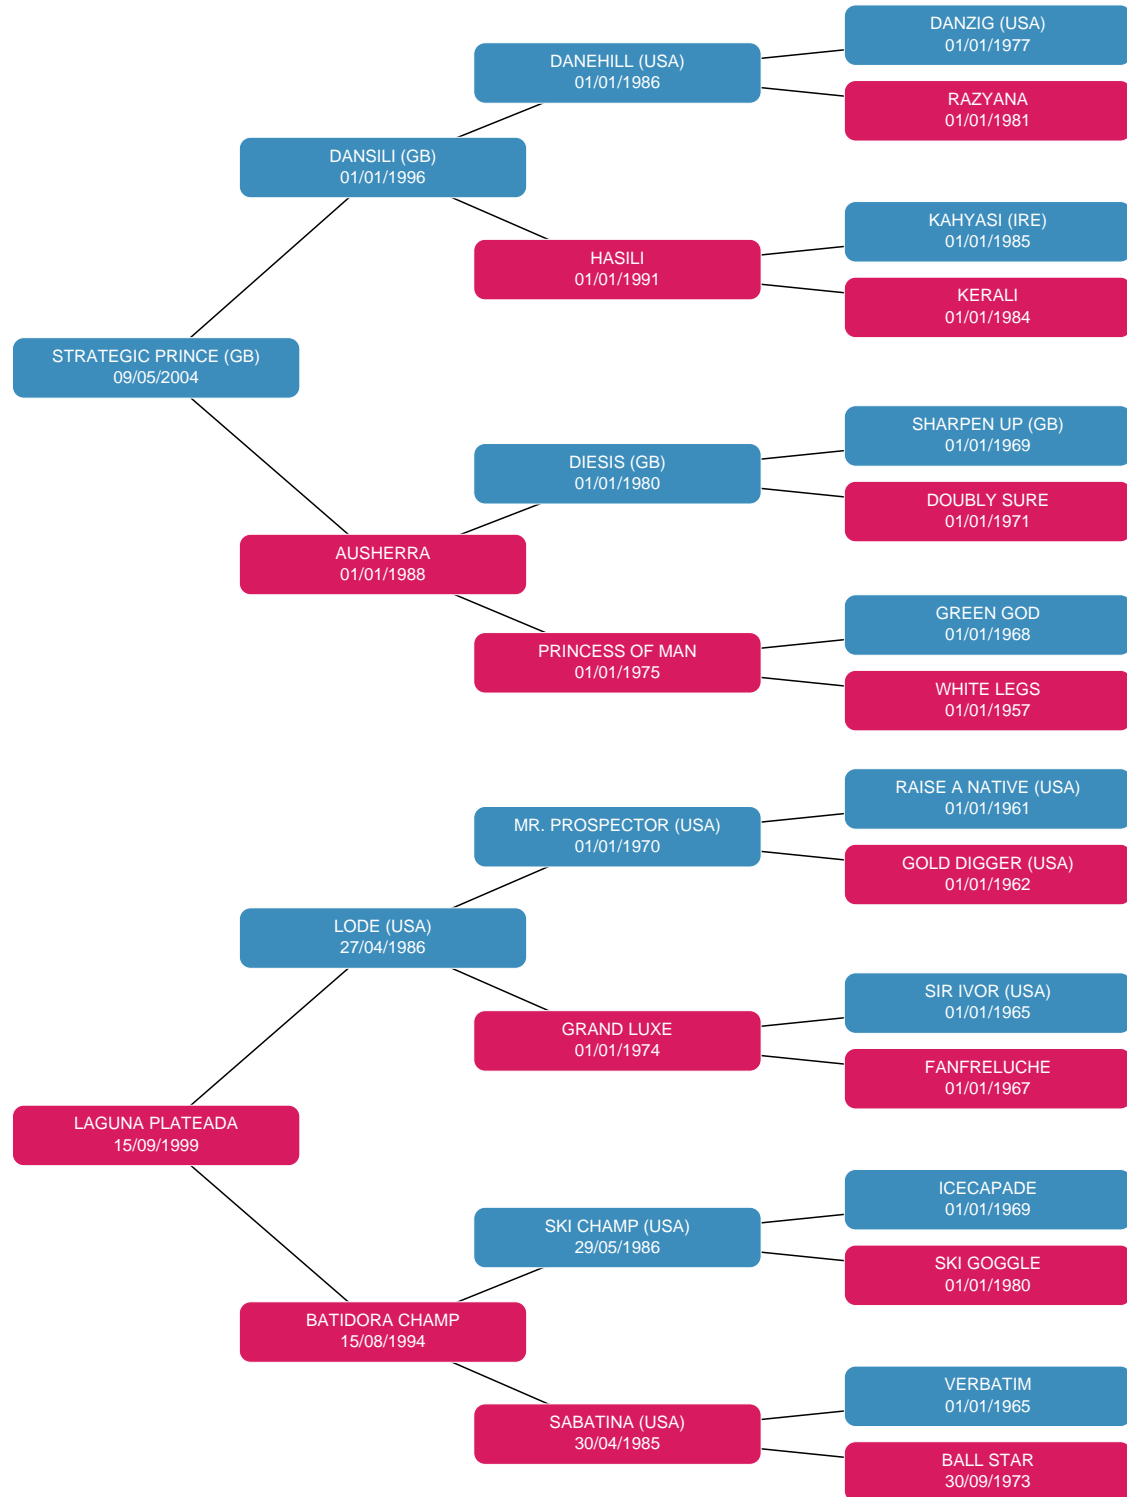 DANZIG (USA)
01/01/1977
DANEHILL (USA)
01/01/1986
RAZYANA
01/01/1981
DANSILI (GB)
01/01/1996
KAHYASI (IRE)
01/01/1985
HASILI
01/01/1991
KERALI
01/01/1984
STRATEGIC PRINCE (GB)
09/05/2004
SHARPEN UP (GB)
01/01/1969
DIESIS (GB)
01/01/1980
DOUBLY SURE
01/01/1971
AUSHERRA
01/01/1988
GREEN GOD
01/01/1968
PRINCESS OF MAN
01/01/1975
WHITE LEGS
01/01/1957
RAISE A NATIVE (USA)
01/01/1961
MR. PROSPECTOR (USA)
01/01/1970
GOLD DIGGER (USA)
01/01/1962
LODE (USA)
27/04/1986
SIR IVOR (USA)
01/01/1965
GRAND LUXE
01/01/1974
FANFRELUCHE
01/01/1967
LAGUNA PLATEADA
15/09/1999
ICECAPADE
01/01/1969
SKI CHAMP (USA)
29/05/1986
SKI GOGGLE
01/01/1980
BATIDORA CHAMP
15/08/1994
VERBATIM
01/01/1965
SABATINA (USA)
30/04/1985
BALL STAR
30/09/1973